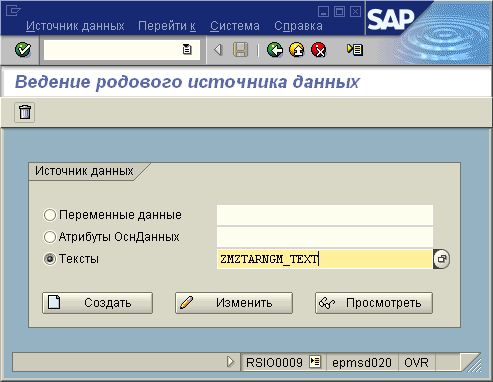 Источник данных Перейти к Система Справка
SAP
Ведение родового источника данных
Источник данных
Переменные данные
Атрибуты ОснДанных
Тексты ZMZTARNGM_TEXT
Создать Изменить Просмотреть
RSIO0009 epmsd020 OVR